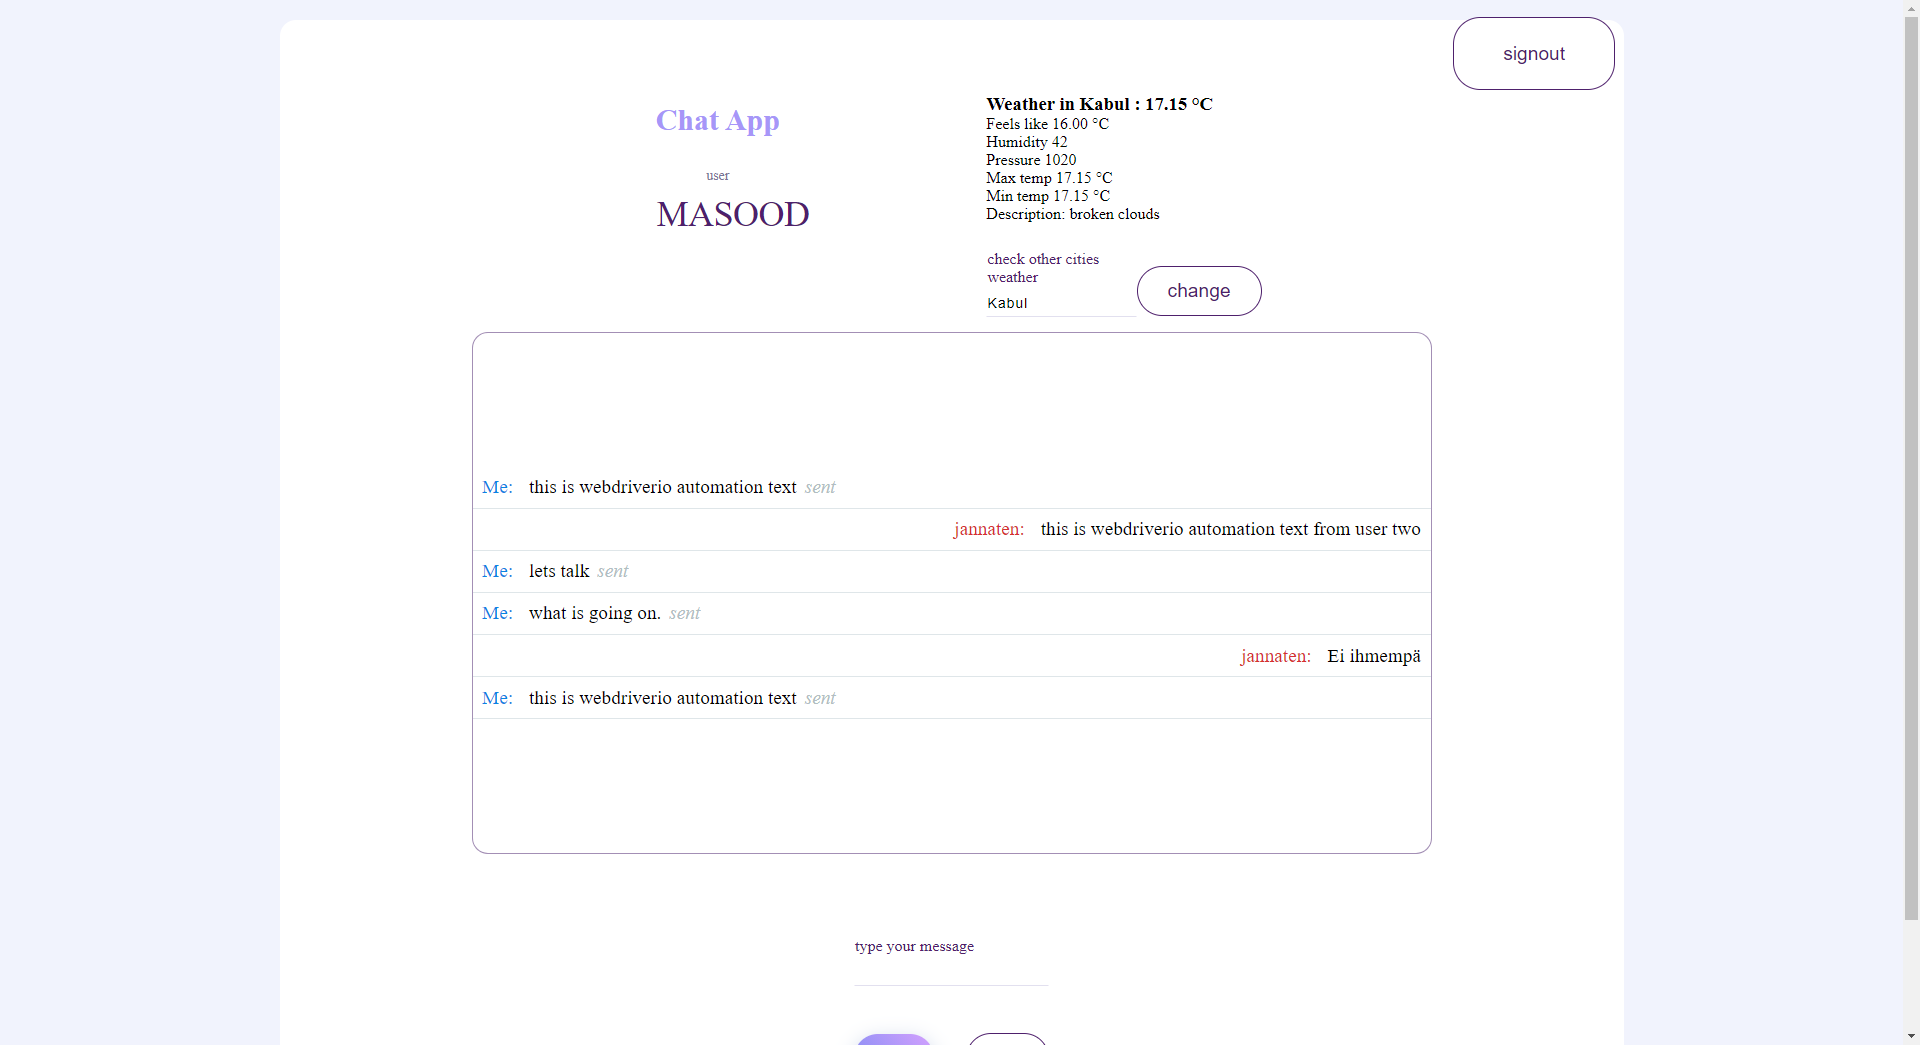 signout
Chat App
user
MASOOD
Weather in Kabul : 17.15 °C
Feels like 16.00 °C
Humidity 42
Pressure 1020
Max temp 17.15 °C
Min temp 17.15 °C
Description: broken clouds
check other cities
weather
Kabul
change
Me: this is webdriverio automation text sent
jannaten: this is webdriverio automation text from user two
Me: lets talk sent
Me: what is going on. sent
jannaten: Ei ihmempä
Me: this is webdriverio automation text sent
type your message